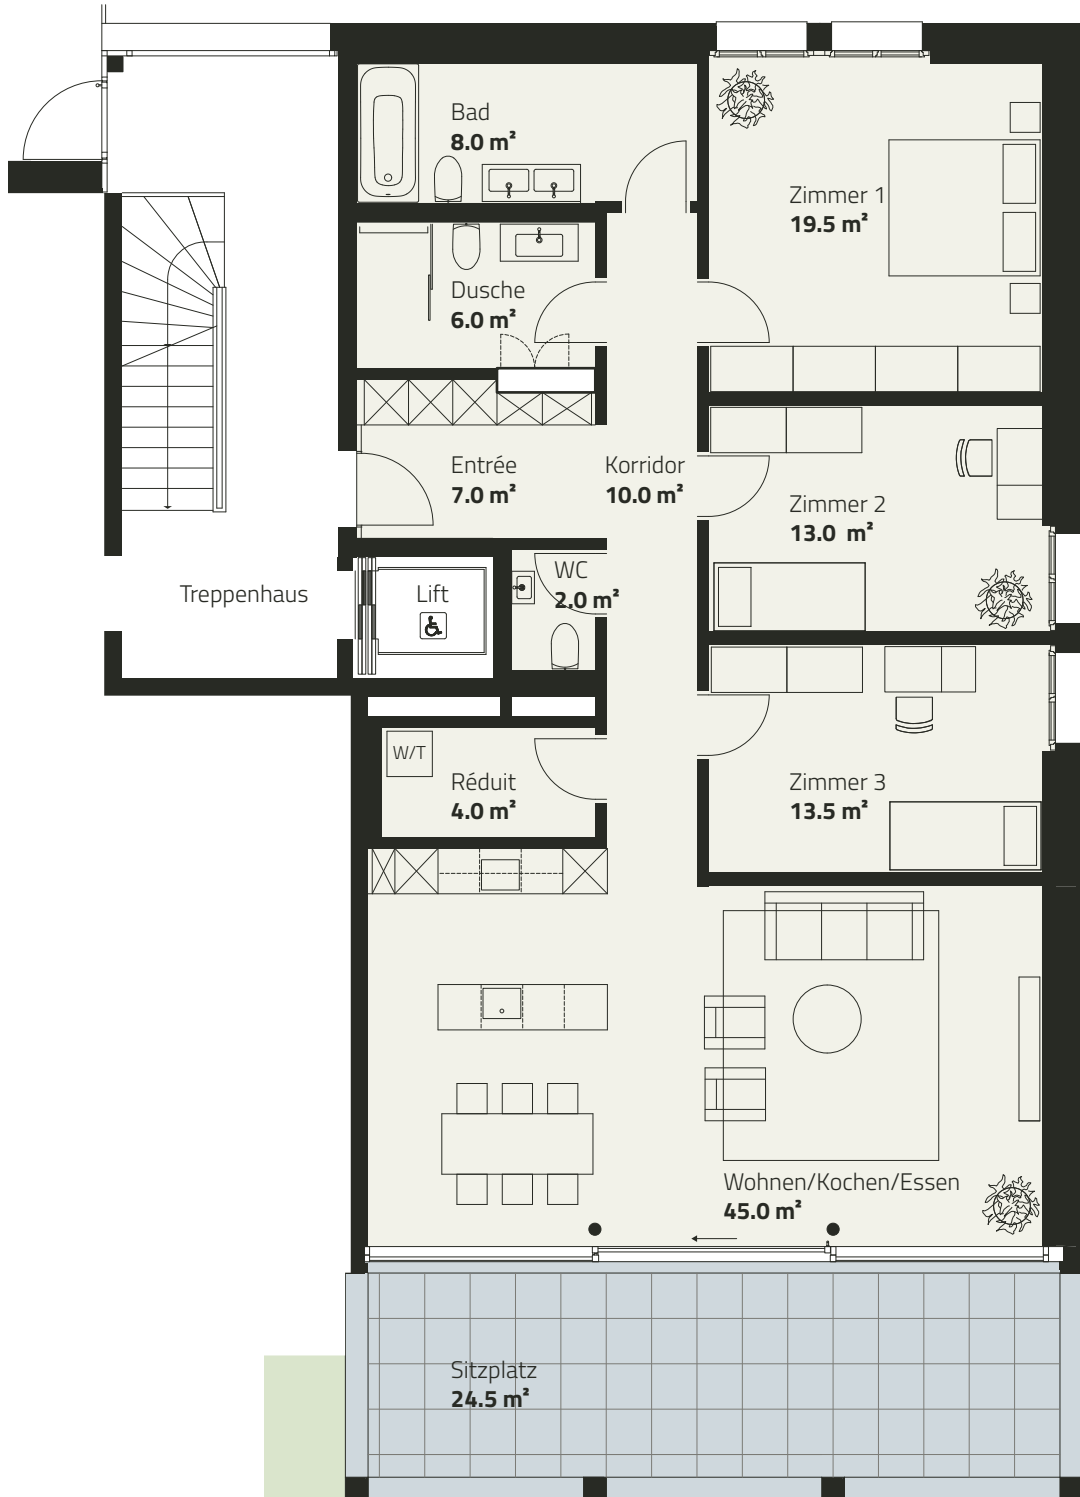 Bad
8.0 m²
Zimmer 1
19.5 m²
Dusche
6.0 m²
Entrée
7.0 m²
Korridor
10.0 m²
Zimmer 2
13.0 m²
Treppenhaus
Lift
WC
2.0 m²
W/T
Réduit
4.0 m²
Zimmer 3
13.5 m²
Wohnen/Kochen/Essen
45.0 m²
Sitzplatz
24.5 m²